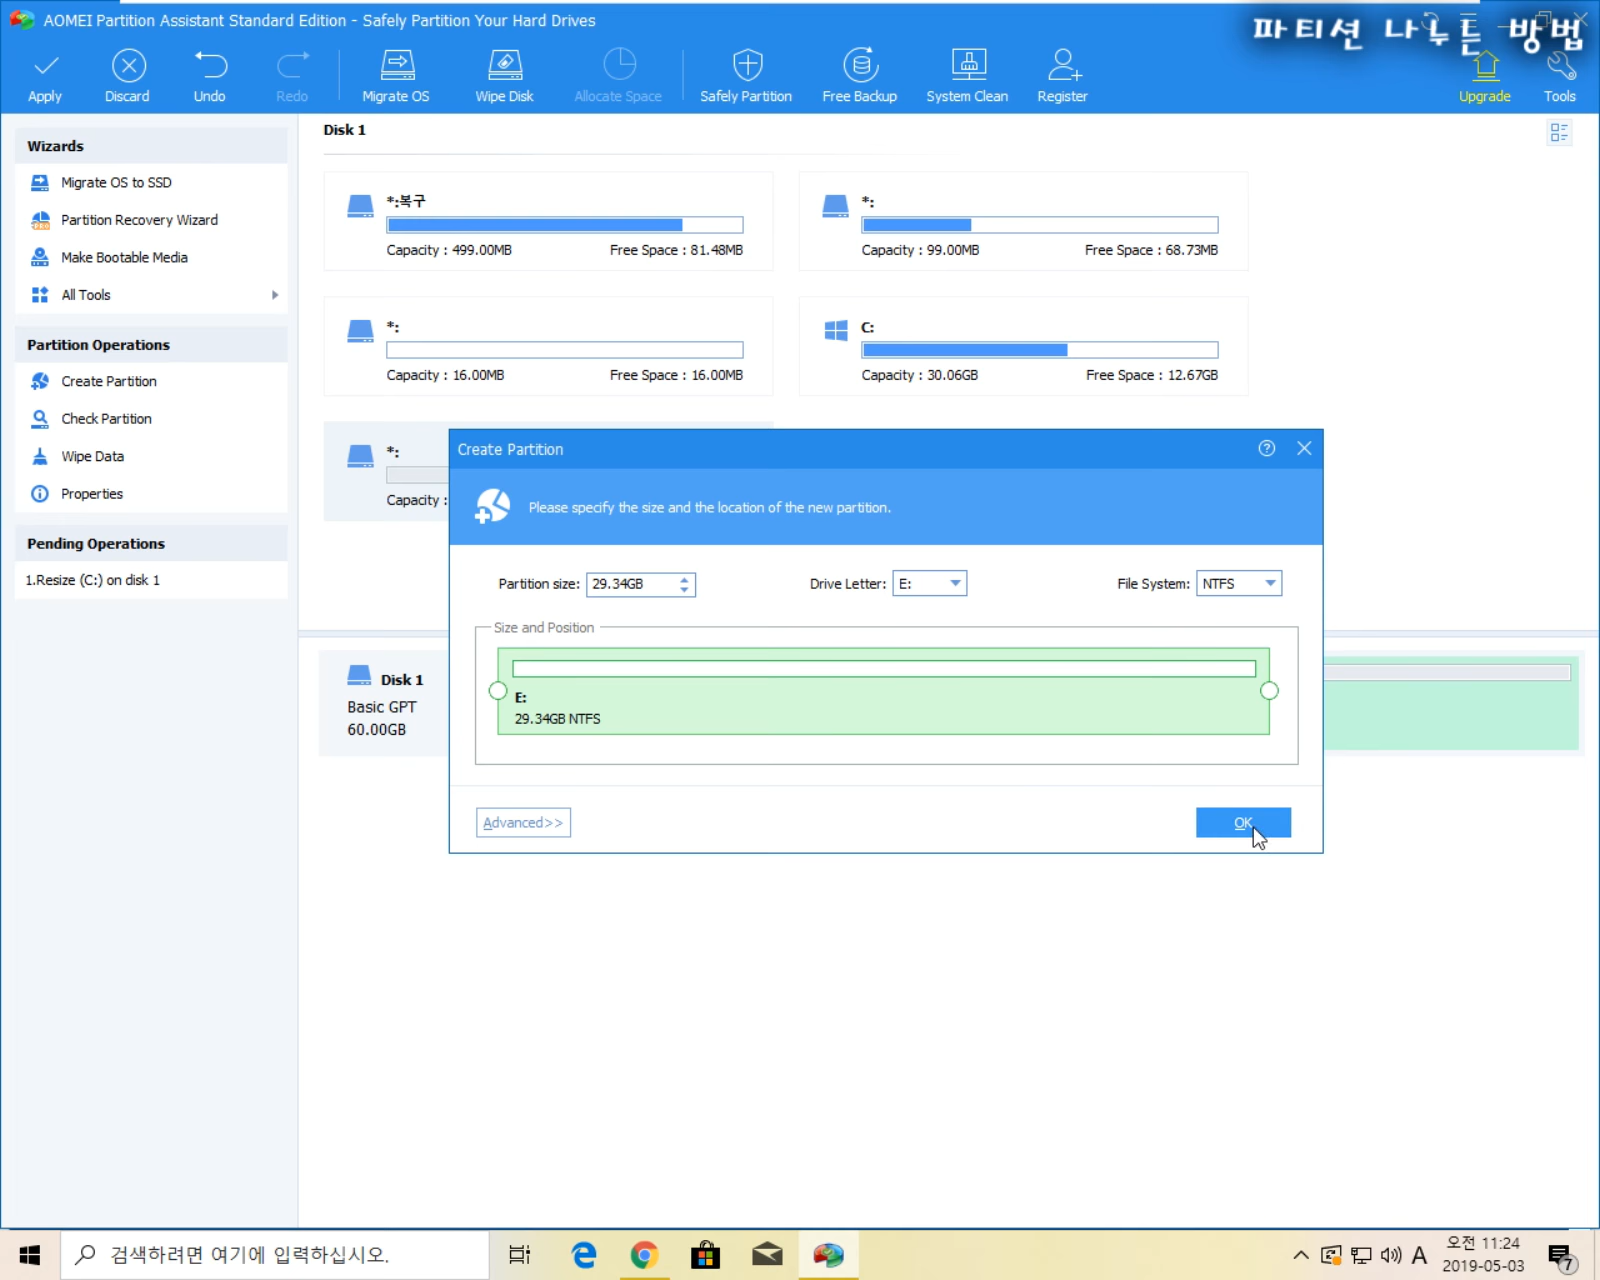 AOMEI Partition Assistant Standard Edition - Safely Partition Your Hard Drives
파티션 나누는 방법
Apply
Discard
Undo
Redo
Migrate OS
Wipe Disk
Allocate Space
Safely Partition
Free Backup
System Clean
Register
Upgrade
Tools
Wizards
Migrate OS to SSD
Partition Recovery Wizard
Make Bootable Media
All Tools
Partition Operations
Create Partition
Check Partition
Wipe Data
Properties
Pending Operations
1.Resize (C:) on disk 1
Disk 1
*:복구
Capacity : 499.00MB Free Space : 81.48MB
*:
Capacity : 99.00MB Free Space : 68.73MB
*:
Capacity : 16.00MB Free Space : 16.00MB
C:
Capacity : 30.06GB Free Space : 12.67GB
*:
Capacity :
Create Partition
Please specify the size and the location of the new partition.
Partition size: 29.34GB Drive Letter: E: File System: NTFS
Size and Position
E:
29.34GB NTFS
Advanced>>
OK
Disk 1
Basic GPT
60.00GB
검색하려면 여기에 입력하십시오.
A
오전 11:24
2019-05-03
7